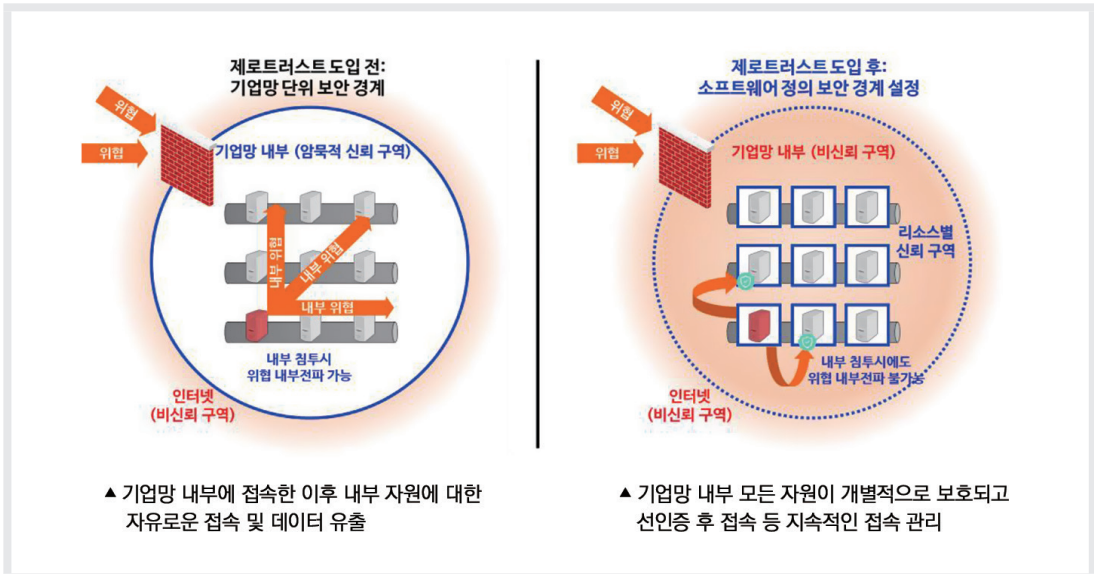 제로트러스트 도입 전:
기업망 단위 보안 경계
위협
위협
기업망 내부 (암묵적 신뢰 구역)
내부 위협
내부 위협
내부 위협
내부 침투시
위협 내부전파 가능
인터넷
(비신뢰 구역)
▲ 기업망 내부에 접속한 이후 내부 자원에 대한
자유로운 접속 및 데이터 유출
제로트러스트 도입 후:
소프트웨어 정의 보안 경계 설정
위협
위협
기업망 내부 (비신뢰 구역)
리소스별
신뢰 구역
내부 침투시에도
위협 내부전파 불가능
인터넷
(비신뢰 구역)
▲ 기업망 내부 모든 자원이 개별적으로 보호되고
선인증 후 접속 등 지속적인 접속 관리